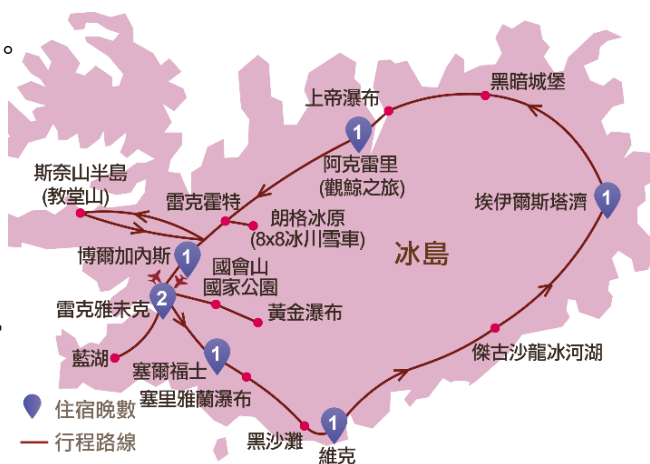 。
黑暗城堡
上帝瀑布
1
阿克雷里
(觀鯨之旅)
斯奈山半島
(教堂山)
雷克霍特
朗格冰原
(8x8冰川雪車)
埃伊爾斯塔濟
1
冰島
博爾加內斯
1
國會山
國家公園
雷克雅未克
2
黃金瀑布
藍湖
塞爾福士
1
傑古沙龍冰河湖
塞里雅蘭瀑布
住宿晚數
行程路線
黑沙灘
1
維克